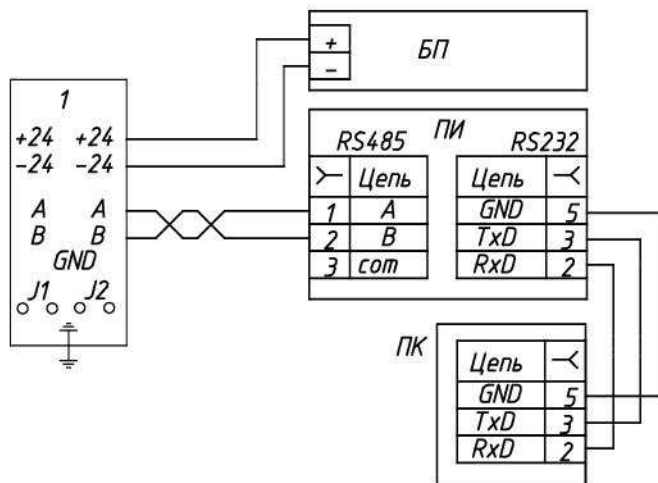 + БП
−
1
+24 +24
−24 −24
A A
B B
GND
J1 J2
ПИ
RS485 RS232
Цепь Цепь
1 A GND 5
2 B TxD 3
3 com RxD 2
ПК
Цепь
GND 5
TxD 3
RxD 2